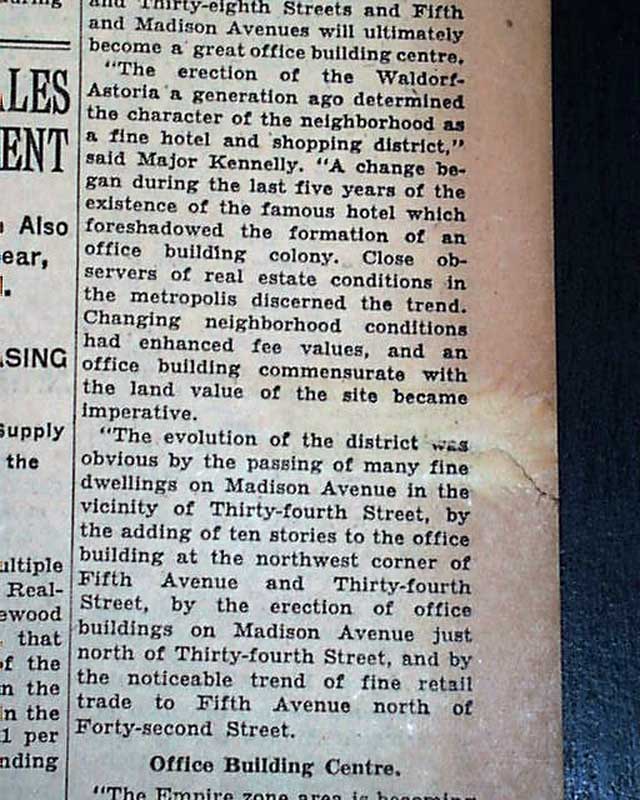 and Thirty-eighth Streets and Fifth
and Madison Avenues will ultimately
become a great office building centre.
"The erection of the Waldorf-
Astoria a generation ago determined
the character of the neighborhood as
a fine hotel and shopping district,"
said Major Kennelly. "A change be-
gan during the last five years of the
existence of the famous hotel which
foreshadowed the formation of an
office building colony. Close ob-
servers of real estate conditions in
the metropolis discerned the trend.
Changing neighborhood conditions
had enhanced fee values, and an
office building commensurate with
the land value of the site became
imperative.
"The evolution of the district was
obvious by the passing of many fine
dwellings on Madison Avenue in the
vicinity of Thirty-fourth Street, by
the adding of ten stories to the office
building at the northwest corner of
Fifth Avenue and Thirty-fourth
Street, by the erection of office
buildings on Madison Avenue just
north of Thirty-fourth Street, and by
the noticeable trend of fine retail
trade to Fifth Avenue north of
Forty-second Street.
Office Building Centre.
"The Empire zone area is becoming
LES
ENT
Also
ear,
SING
supply
the
ultiple
Real-
ewood
that
of the
n the
n the
1 per
nding